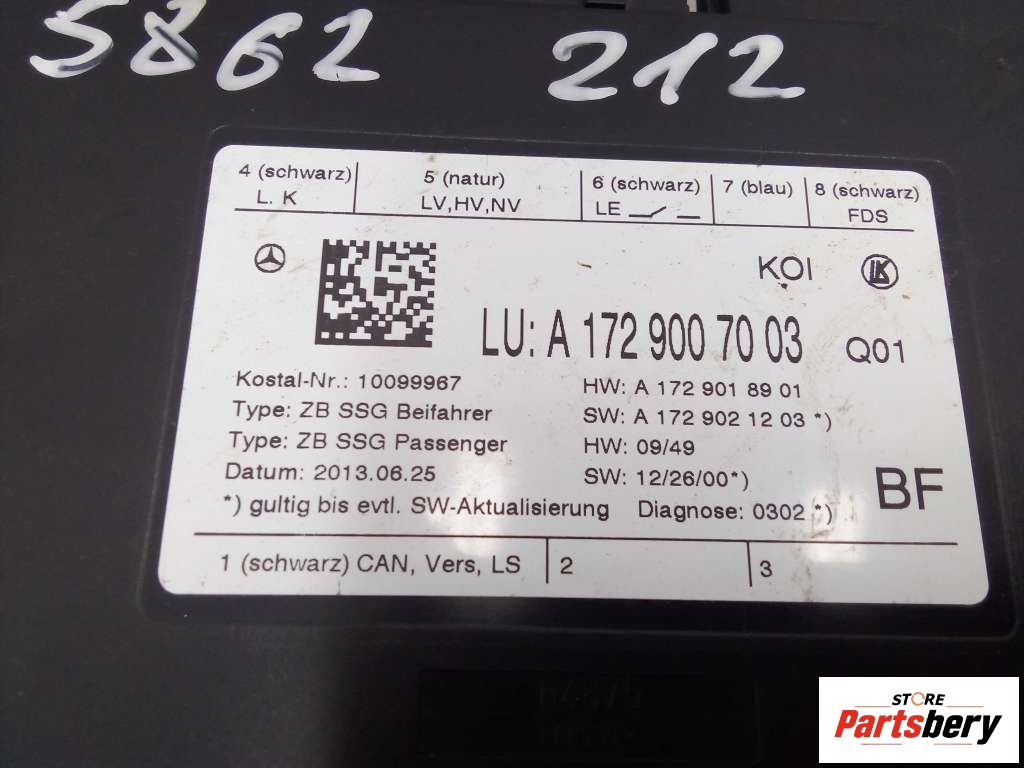 5862 212
4 (schwarz) 5 (natur) 6 (schwarz) 7 (blau) 8 (schwarz)
L. K LV,HV,NV LE FDS
KOI LK
LU: A 172 900 70 03 Q01
Kostal-Nr.: 10099967 HW: A 172 901 89 01
Type: ZB SSG Beifahrer SW: A 172 902 12 03 *)
Type: ZB SSG Passenger HW: 09/49
Datum: 2013.06.25 SW: 12/26/00*)
BF
*) gultig bis evtl. SW-Aktualisierung Diagnose: 0302 *)
1 (schwarz) CAN, Vers, LS 2 3
STORE
Partsbery